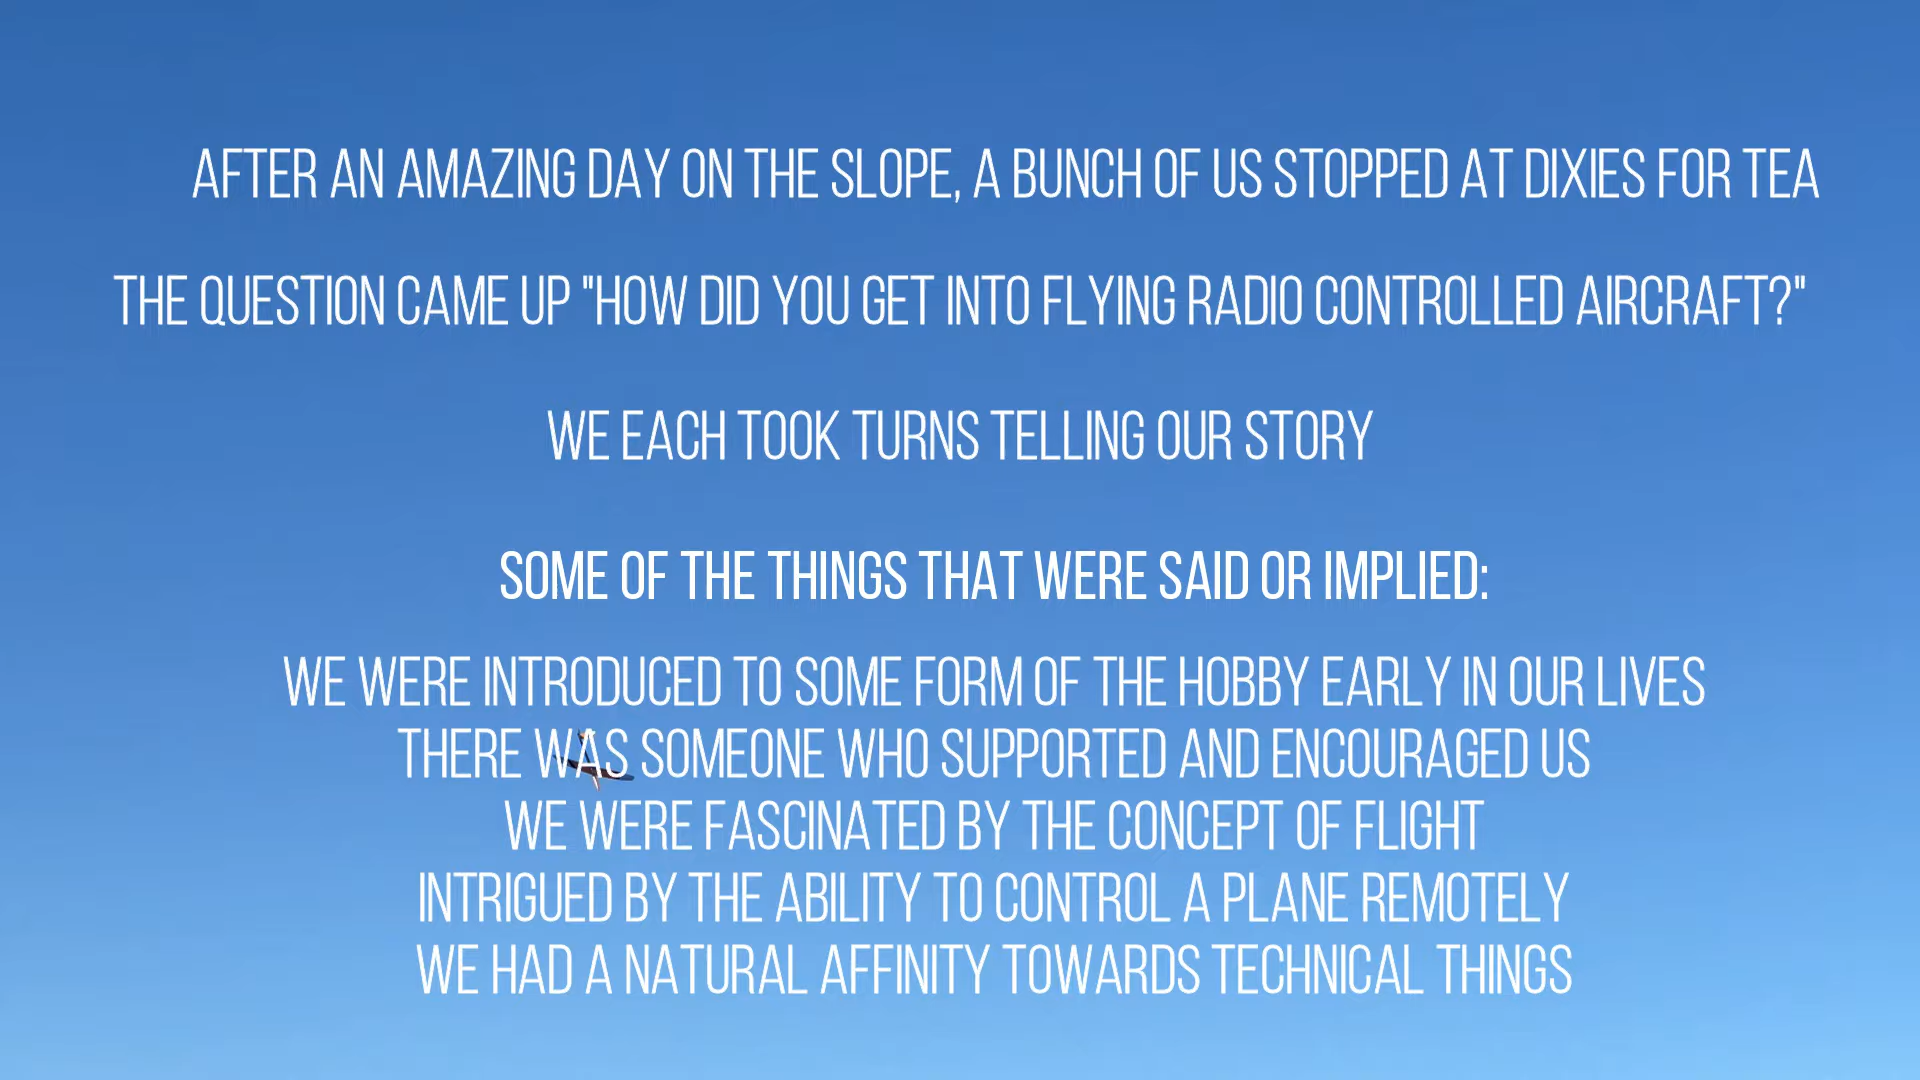 AFTER AN AMAZING DAY ON THE SLOPE, A BUNCH OF US STOPPED AT DIXIES FOR TEA
THE QUESTION CAME UP "HOW DID YOU GET INTO FLYING RADIO CONTROLLED AIRCRAFT?"
WE EACH TOOK TURNS TELLING OUR STORY
SOME OF THE THINGS THAT WERE SAID OR IMPLIED:
WE WERE INTRODUCED TO SOME FORM OF THE HOBBY EARLY IN OUR LIVES
THERE WAS SOMEONE WHO SUPPORTED AND ENCOURAGED US
WE WERE FASCINATED BY THE CONCEPT OF FLIGHT
INTRIGUED BY THE ABILITY TO CONTROL A PLANE REMOTELY
WE HAD A NATURAL AFFINITY TOWARDS TECHNICAL THINGS